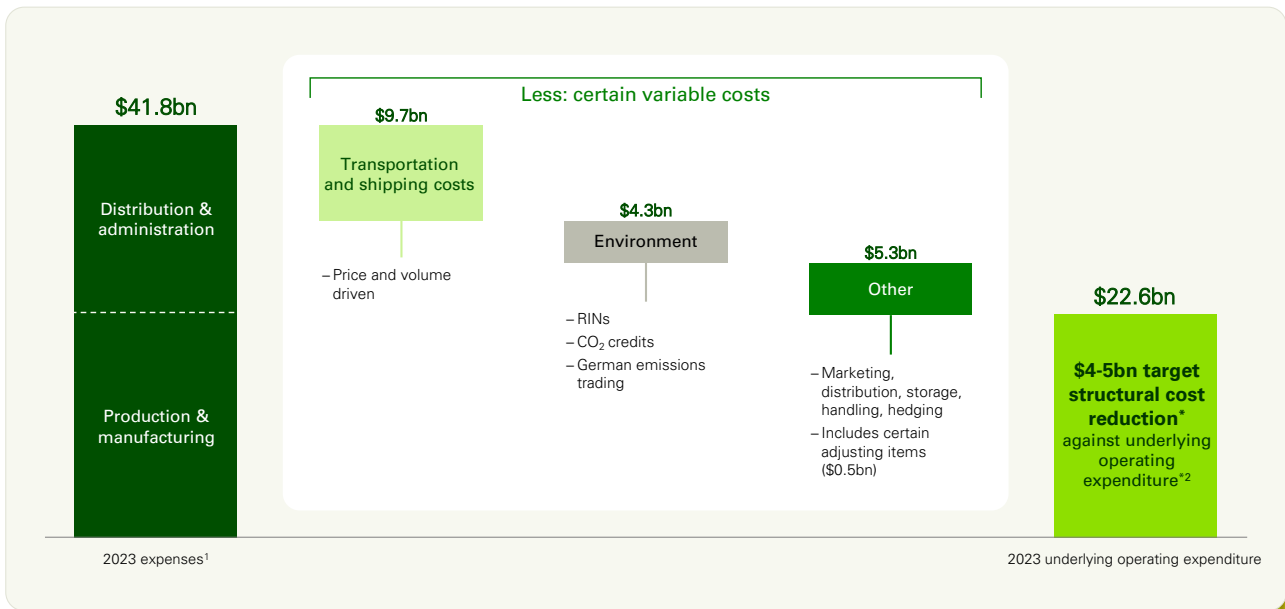 Less: certain variable costs
$41.8bn
Distribution &
administration
Production &
manufacturing
2023 expenses¹
$9.7bn
Transportation
and shipping costs
– Price and volume
driven
$4.3bn
Environment
– RINs
– CO₂ credits
– German emissions
trading
$5.3bn
Other
– Marketing,
distribution, storage,
handling, hedging
– Includes certain
adjusting items
($0.5bn)
$22.6bn
$4-5bn target
structural cost
reduction*
against underlying
operating
expenditure*²
2023 underlying operating expenditure